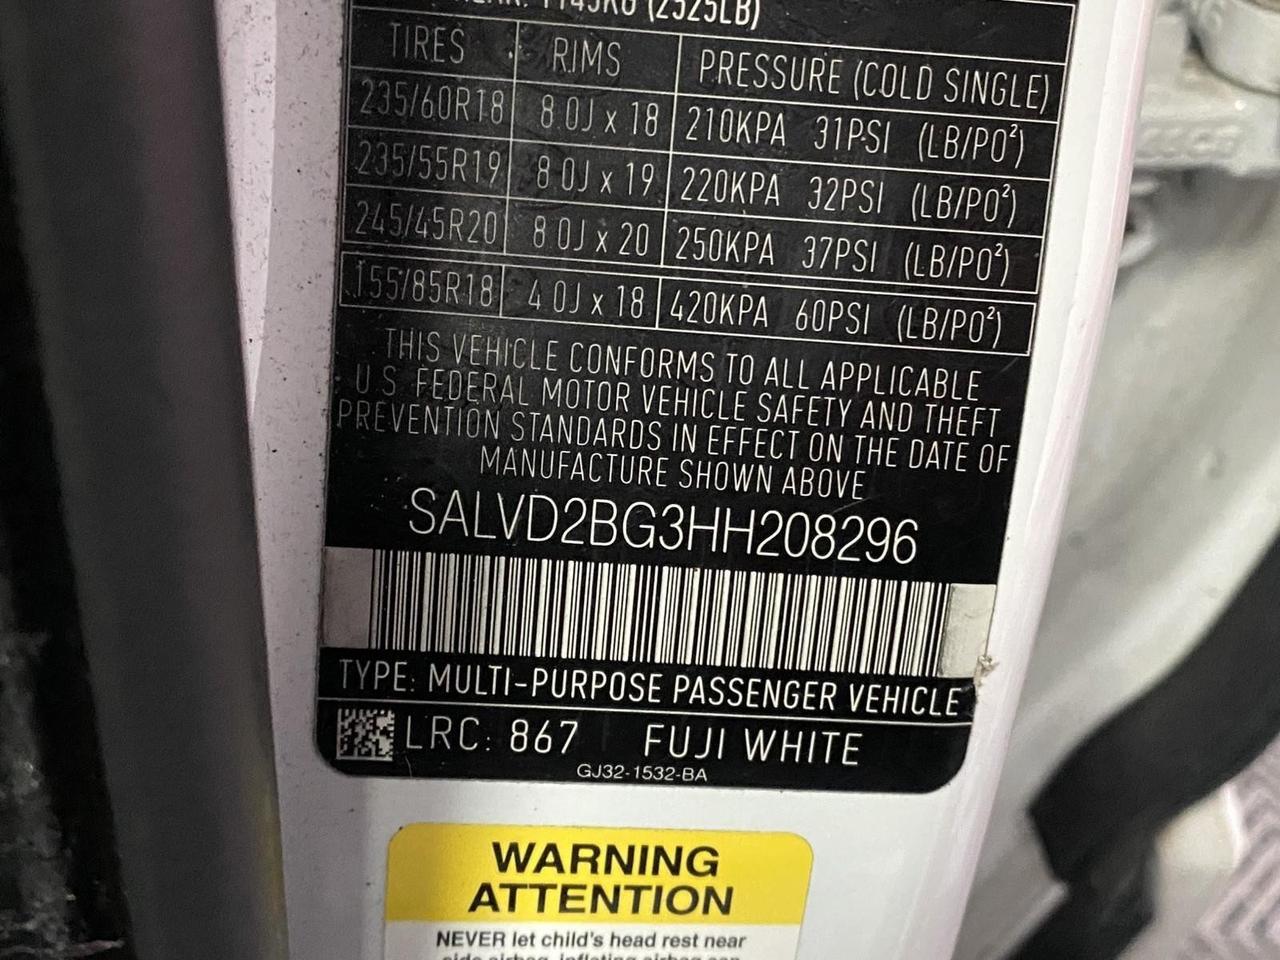 (2525LB)
TIRES RIMS PRESSURE (COLD SINGLE)
235/60R18 8.0J x 18 210KPA 31PSI (LB/PO²)
235/55R19 8.0J x 19 220KPA 32PSI (LB/PO²)
245/45R20 8.0J x 20 250KPA 37PSI (LB/PO²)
155/85R18 4.0J x 18 420KPA 60PSI (LB/PO²)
THIS VEHICLE CONFORMS TO ALL APPLICABLE
U.S. FEDERAL MOTOR VEHICLE SAFETY AND THEFT
PREVENTION STANDARDS IN EFFECT ON THE DATE OF
MANUFACTURE SHOWN ABOVE
SALVD2BG3HH208296
TYPE: MULTI-PURPOSE PASSENGER VEHICLE
LRC: 867 FUJI WHITE
GJ32-1532-BA
WARNING
ATTENTION
NEVER let child's head rest near